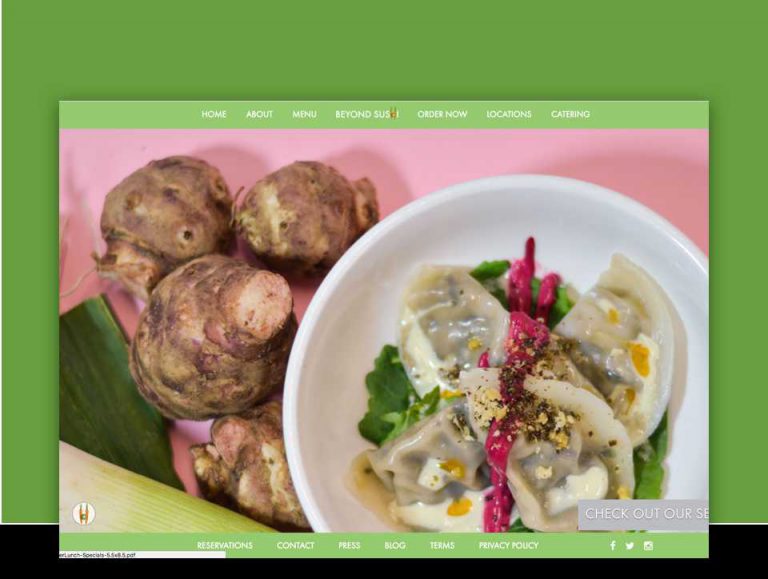 HOME ABOUT MENU BEYOND SUSHI ORDER NOW LOCATIONS CATERING
CHECK OUT OUR SE
RESERVATIONS CONTACT PRESS BLOG TERMS PRIVACY POLICY
erLunch-Specials-5.5x8.5.pdf